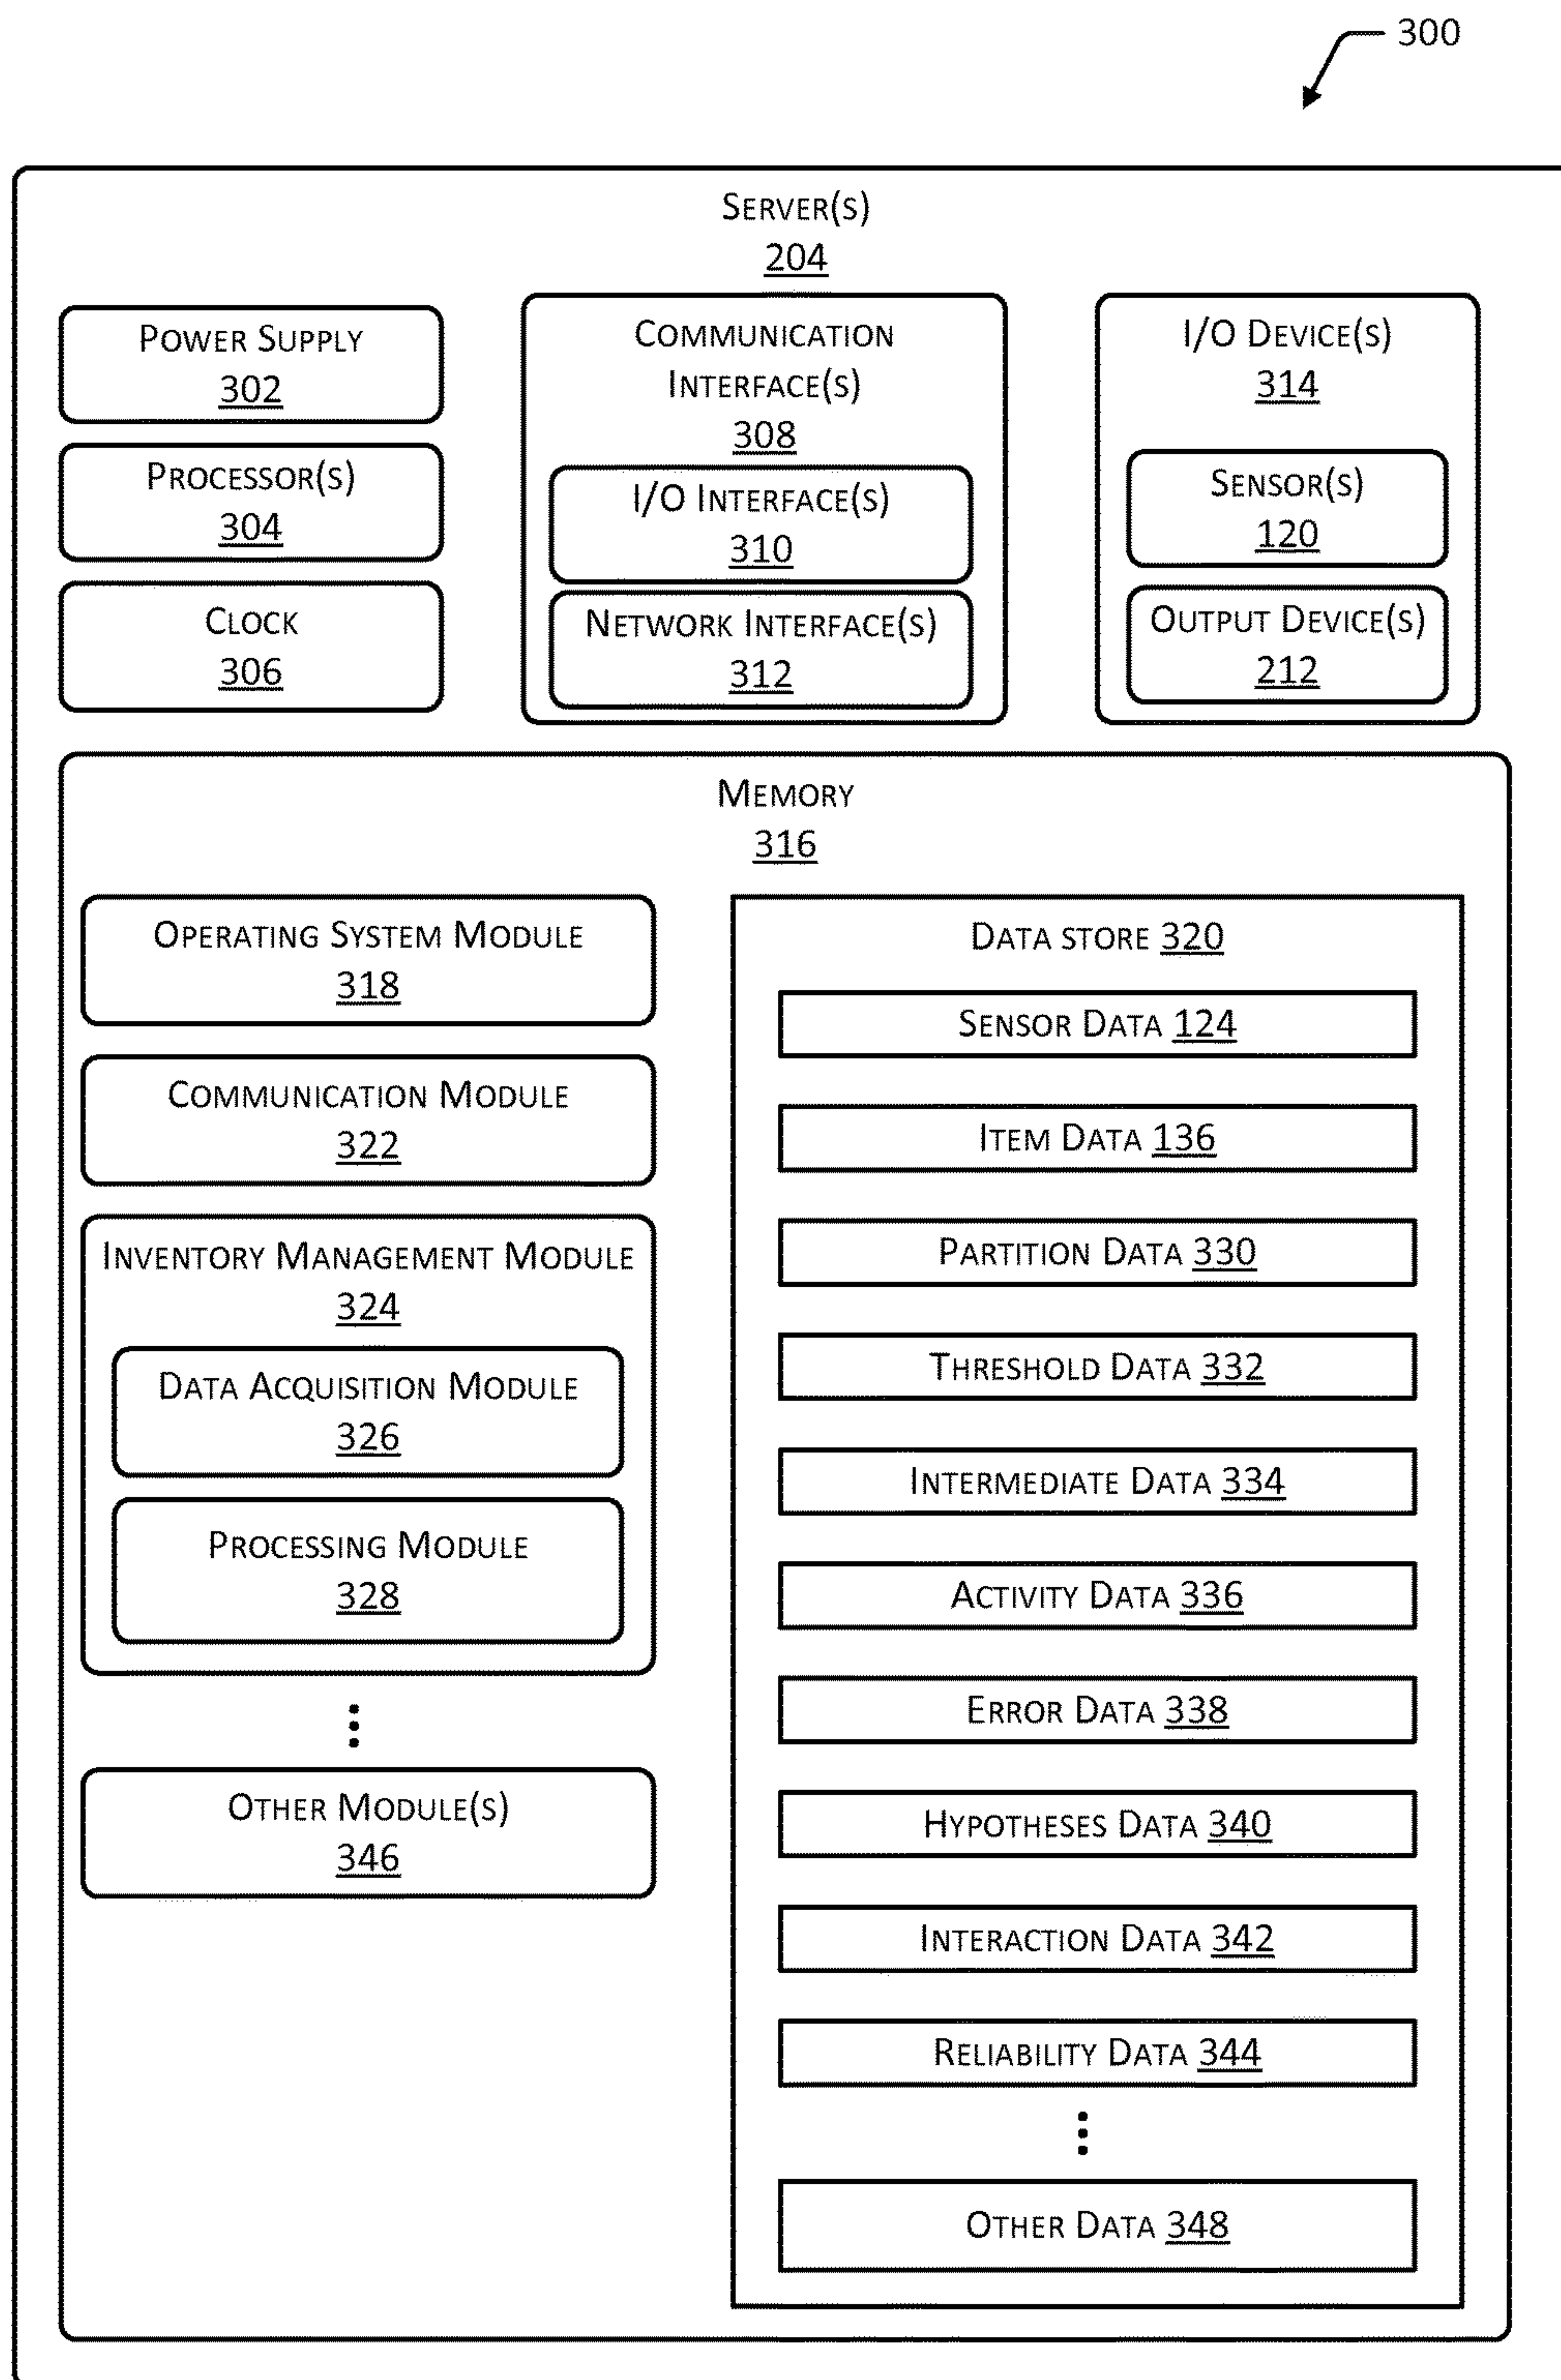 300
Server(s)
204
Power Supply
302
Processor(s)
304
Clock
306
Communication
Interface(s)
308
I/O Interface(s)
310
Network Interface(s)
312
I/O Device(s)
314
Sensor(s)
120
Output Device(s)
212
Memory
316
Operating System Module
318
Communication Module
322
Inventory Management Module
324
Data Acquisition Module
326
Processing Module
328
Other Module(s)
346
Data store 320
Sensor Data 124
Item Data 136
Partition Data 330
Threshold Data 332
Intermediate Data 334
Activity Data 336
Error Data 338
Hypotheses Data 340
Interaction Data 342
Reliability Data 344
Other Data 348